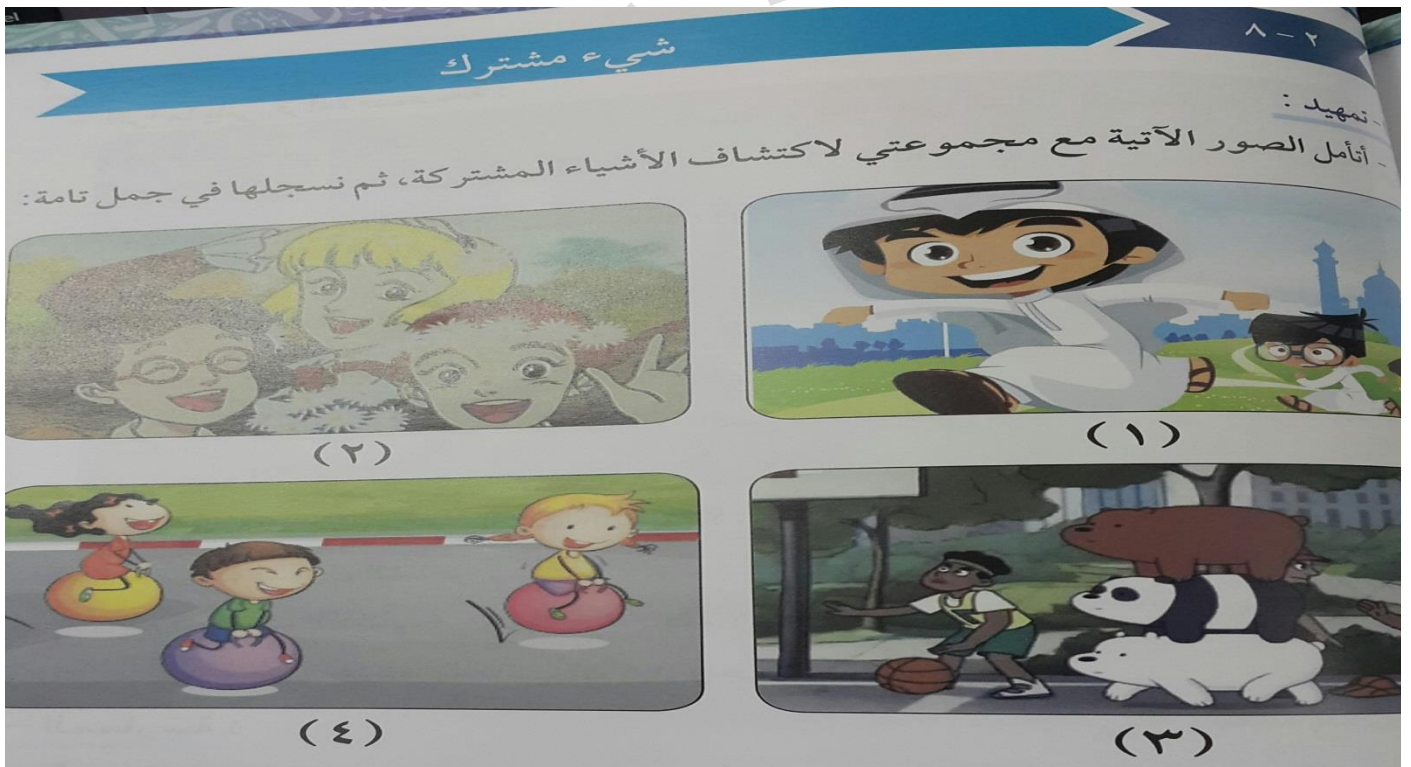 ٢ - ٨
شيء مشترك
- تمهيد :
- أتأمل الصور الآتية مع مجموعتي لاكتشاف الأشياء المشتركة، ثم نسجلها في جمل تامة:
(١)
(٢)
(٣)
(٤)